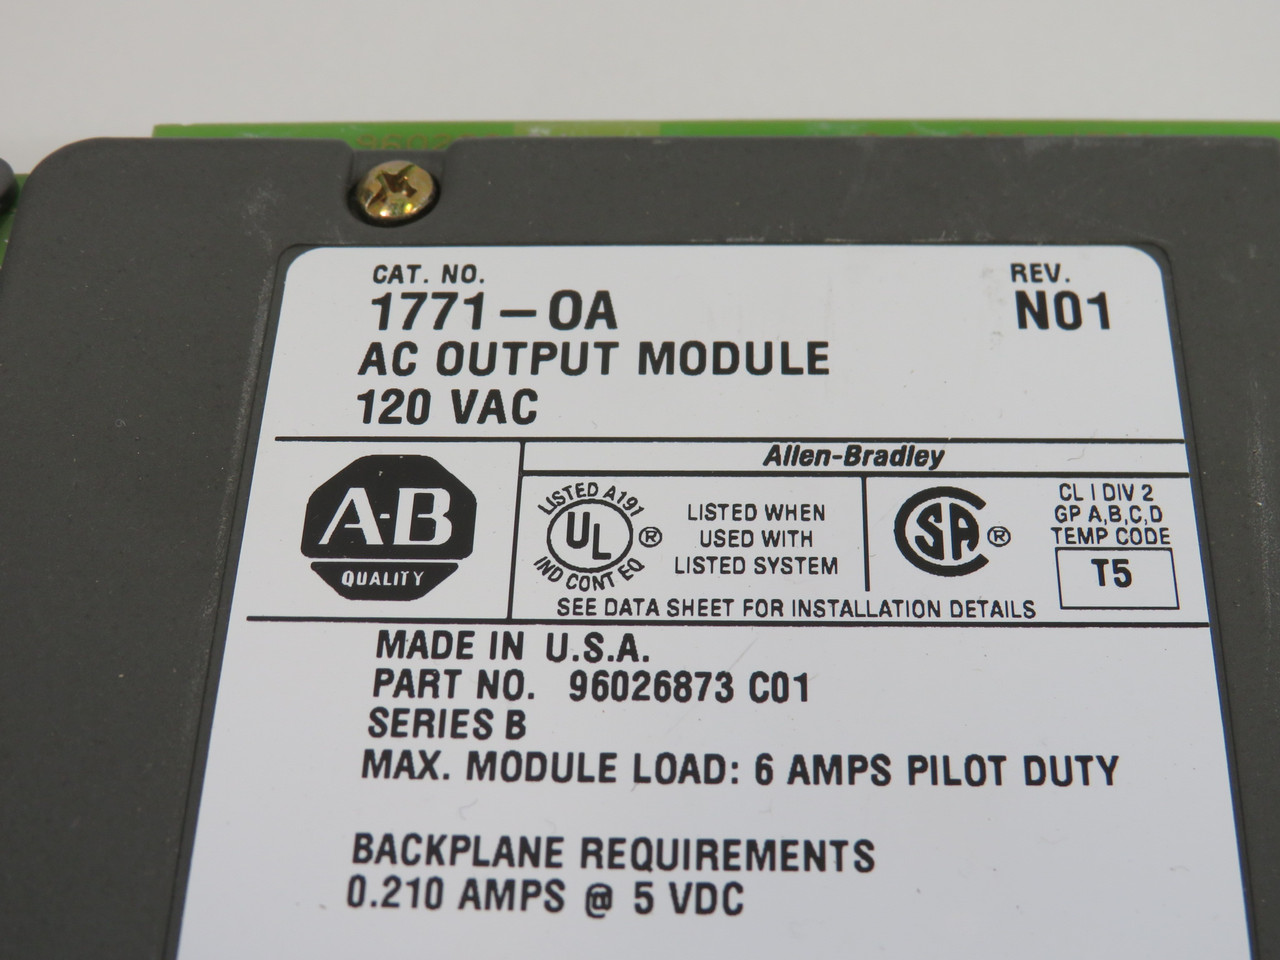 CAT. NO.
REV.
1771-OA
N01
AC OUTPUT MODULE
120 VAC
Allen-Bradley
A-B
QUALITY
LISTED A191
UL ®
IND CONT EQ
LISTED WHEN
USED WITH
LISTED SYSTEM
SA ®
CL I DIV 2
GP A,B,C,D
TEMP CODE
T5
SEE DATA SHEET FOR INSTALLATION DETAILS
MADE IN U.S.A.
PART NO. 96026873 C01
SERIES B
MAX. MODULE LOAD: 6 AMPS PILOT DUTY
BACKPLANE REQUIREMENTS
0.210 AMPS @ 5 VDC